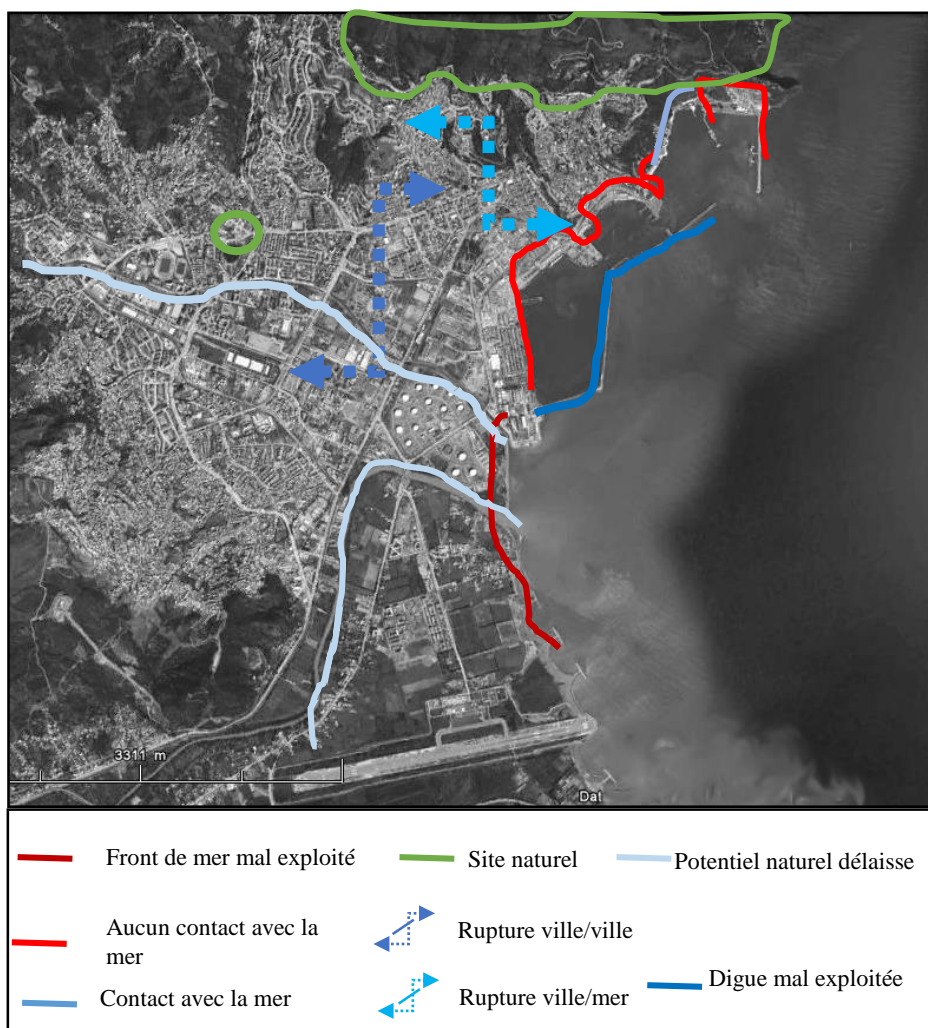 3311 m
Dat
Front de mer mal exploité
Site naturel
Potentiel naturel délaisse
Aucun contact avec la
mer
Rupture ville/ville
Contact avec la mer
Rupture ville/mer
Digue mal exploitée